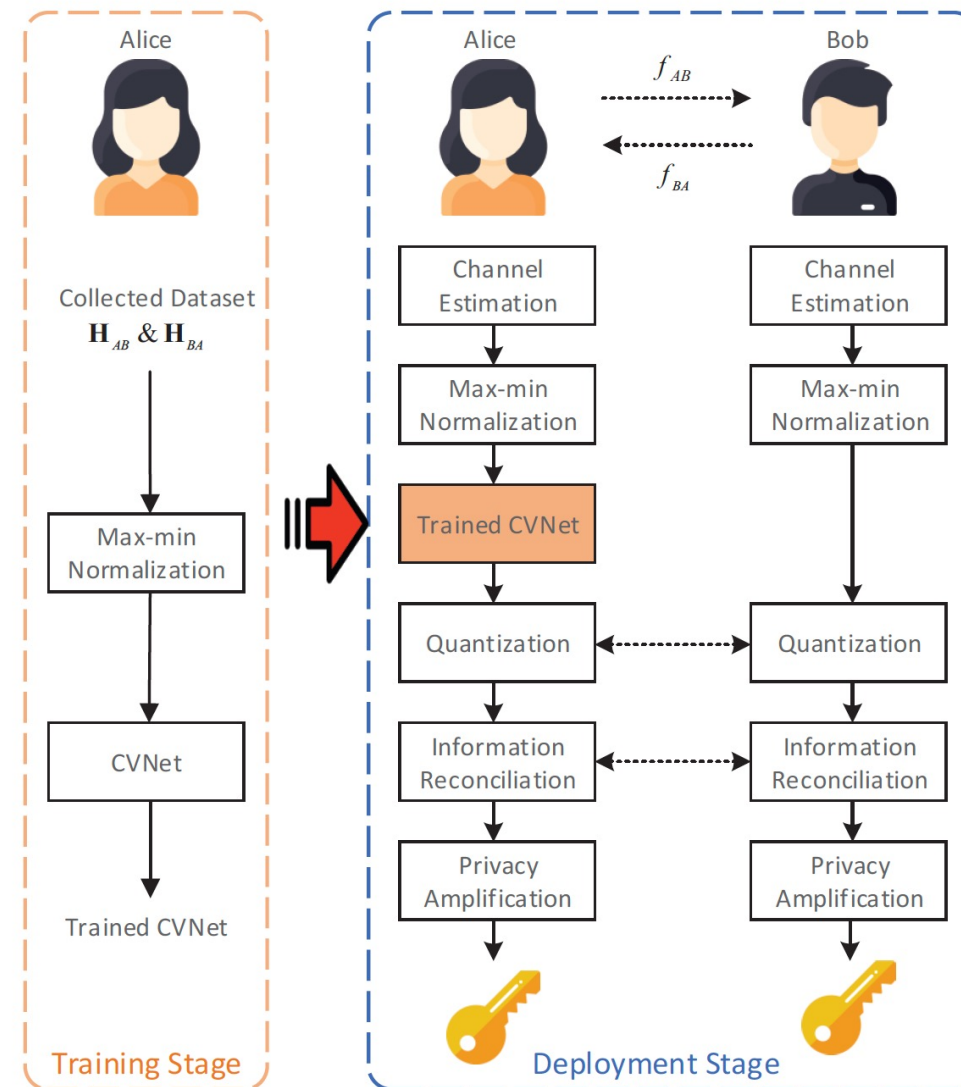 Alice
Collected Dataset
H_AB & H_BA
Max-min
Normalization
CVNet
Trained CVNet
Training Stage
Alice
Bob
f_AB
f_BA
Channel
Estimation
Max-min
Normalization
Trained CVNet
Quantization
Information
Reconciliation
Privacy
Amplification
Channel
Estimation
Max-min
Normalization
Quantization
Information
Reconciliation
Privacy
Amplification
Deployment Stage